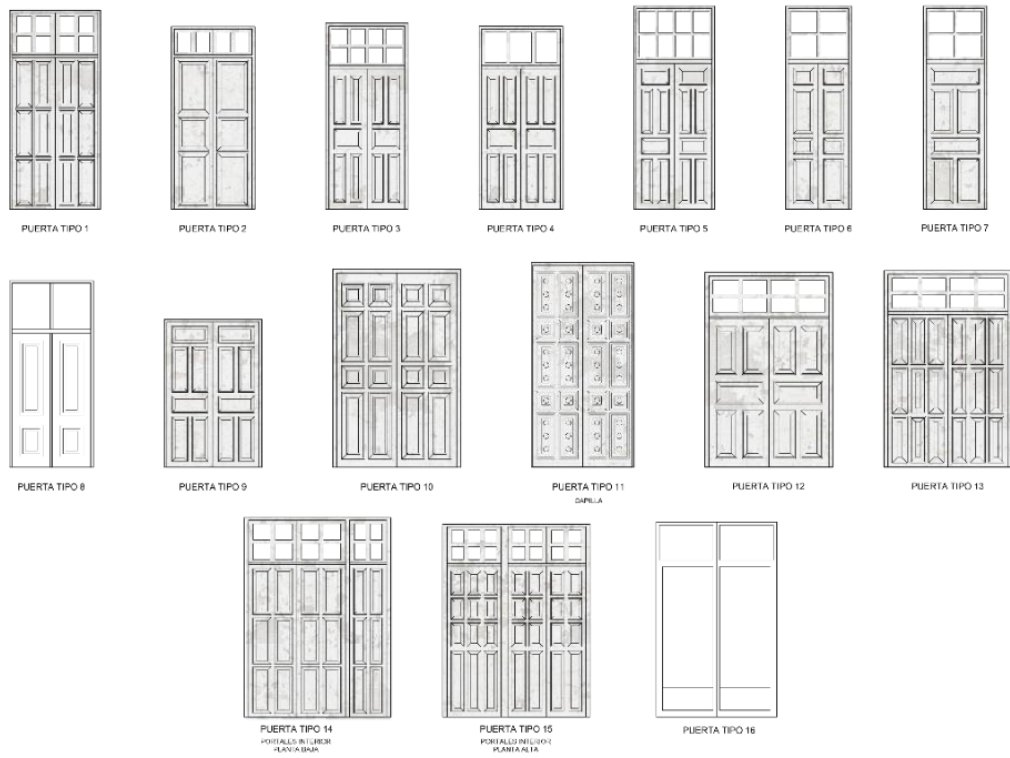 PUERTA TIPO 1
PUERTA TIPO 2
PUERTA TIPO 3
PUERTA TIPO 4
PUERTA TIPO 5
PUERTA TIPO 6
PUERTA TIPO 7
PUERTA TIPO 8
PUERTA TIPO 9
PUERTA TIPO 10
PUERTA TIPO 11
CAPILLA
PUERTA TIPO 12
PUERTA TIPO 13
PUERTA TIPO 14
PORTALES INTERIOR
PLANTA BAJA
PUERTA TIPO 15
PORTALES INTERIOR
PLANTA ALTA
PUERTA TIPO 16